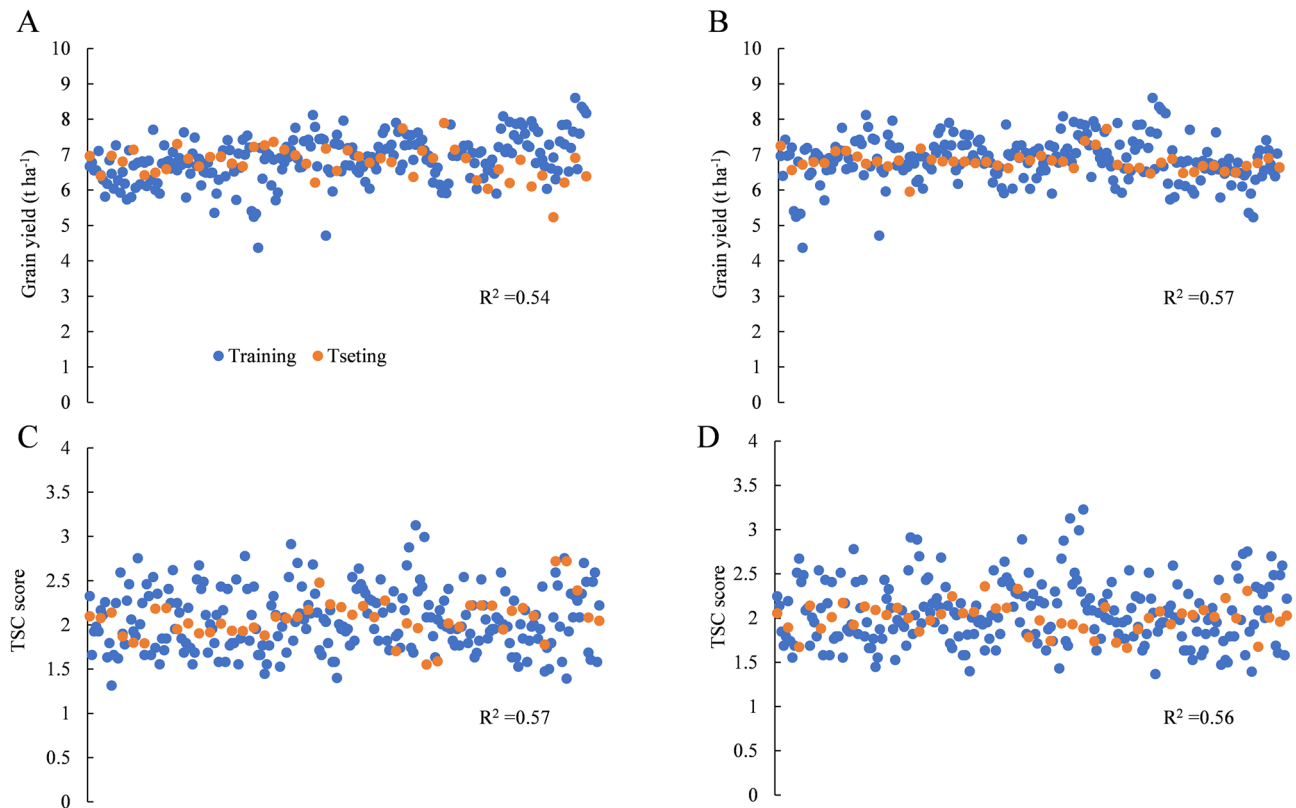 A
10
9
8
7
6
5
4
3
2
1
0
Grain yield (t ha⁻¹)
R² =0.54
Training
Tseting
B
10
9
8
7
6
5
4
3
2
1
0
Grain yield (t ha⁻¹)
R² =0.57
C
4
3.5
3
2.5
2
1.5
1
0.5
0
TSC score
R² =0.57
D
4
3.5
3
2.5
2
1.5
1
0.5
0
TSC score
R² =0.56